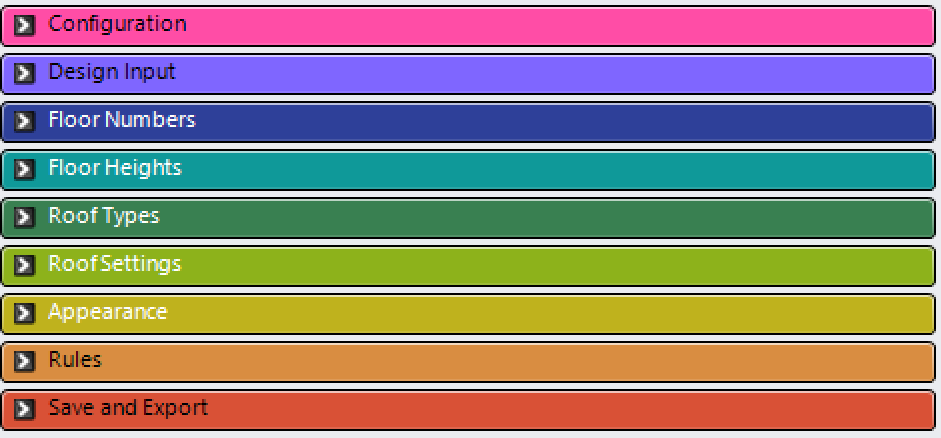 Configuration
Design Input
Floor Numbers
Floor Heights
Roof Types
Roof Settings
Appearance
Rules
Save and Export